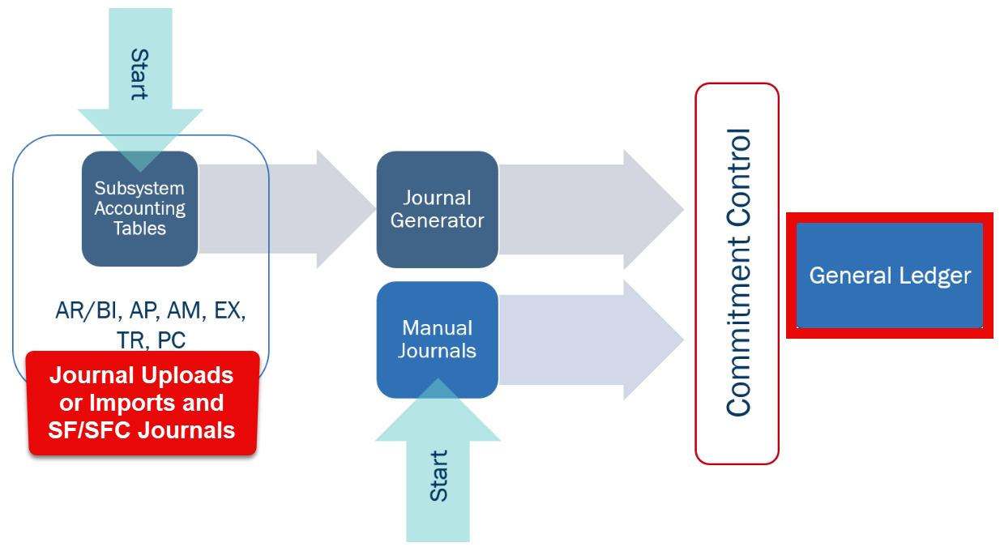 Start
Subsystem
Accounting
Tables
AR/BI, AP, AM, EX,
TR, PC
Journal Uploads
or Imports and
SF/SFC Journals
Journal
Generator
Manual
Journals
Start
Commitment Control
General Ledger